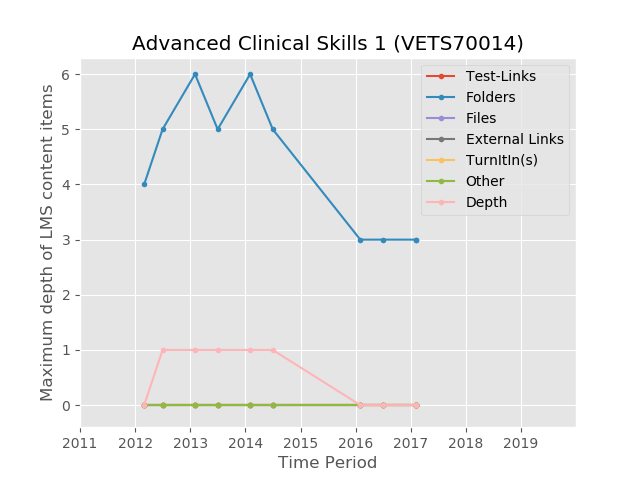 Advanced Clinical Skills 1 (VETS70014)
Test-Links
Folders
Files
External Links
TurnItIn(s)
Other
Depth
Maximum depth of LMS content items
6
5
4
3
2
1
0
2011 2012 2013 2014 2015 2016 2017 2018 2019
Time Period